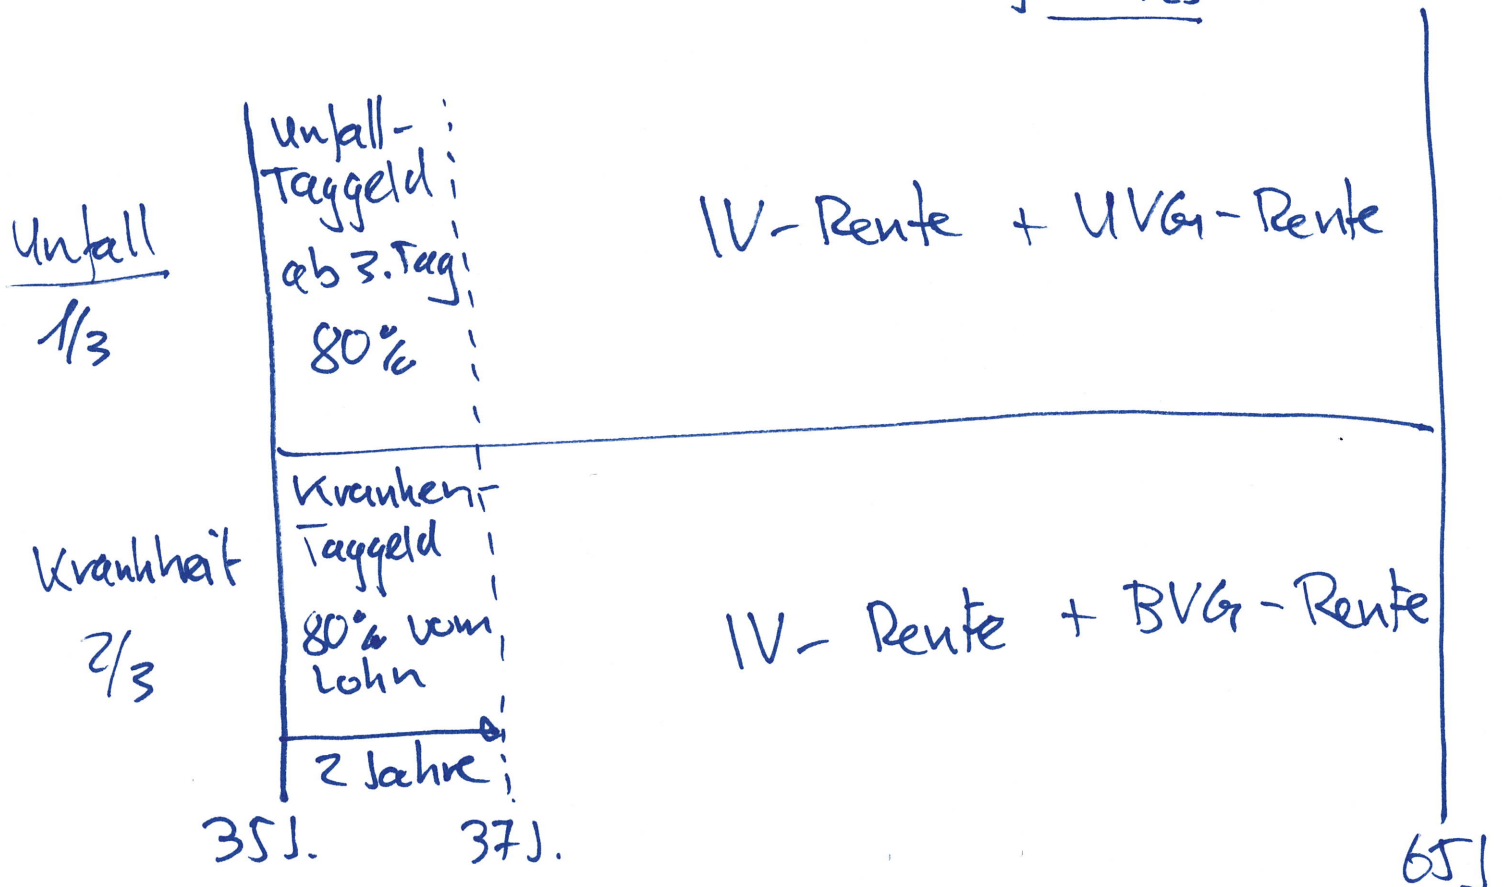 Unfall-
Taggeld
ab 3. Tag
80%
Unfall
1/3
IV-Rente + UVG-Rente
Kranken-
Taggeld
80% vom
Lohn
2 Jahre
Krankheit
2/3
IV- Rente + BVG-Rente
35J.
37J.
65J